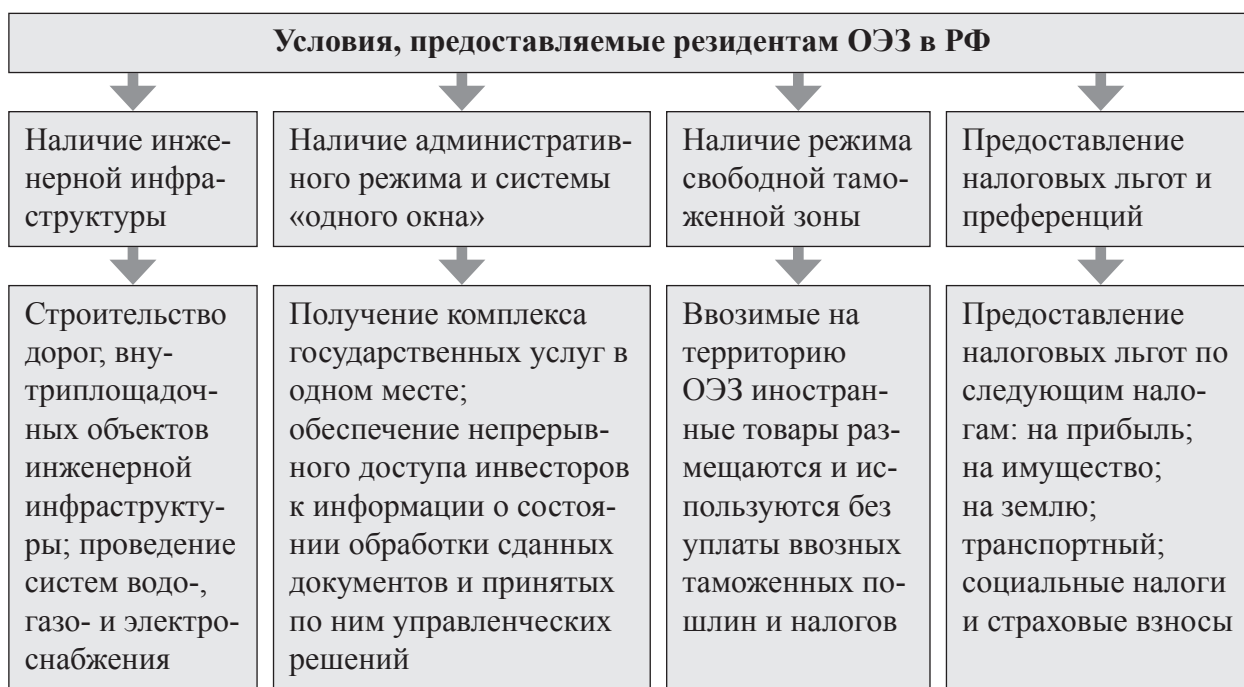 Условия, предоставляемые резидентам ОЭЗ в РФ
Наличие инже-
нерной инфра-
структуры
Наличие административ-
ного режима и системы
«одного окна»
Наличие режима
свободной тамо-
женной зоны
Предоставление
налоговых льгот и
преференций
Строительство
дорог, вну-
триплощадоч-
ных объектов
инженерной
инфраструкту-
ры; проведение
систем водо-,
газо- и электро-
снабжения
Получение комплекса
государственных услуг в
одном месте;
обеспечение непрерыв-
ного доступа инвесторов
к информации о состоя-
нии обработки сданных
документов и принятых
по ним управленческих
решений
Ввозимые на
территорию
ОЭЗ иностран-
ные товары раз-
мещаются и ис-
пользуются без
уплаты ввозных
таможенных по-
шлин и налогов
Предоставление
налоговых льгот по
следующим нало-
гам: на прибыль;
на имущество;
на землю;
транспортный;
социальные налоги
и страховые взносы